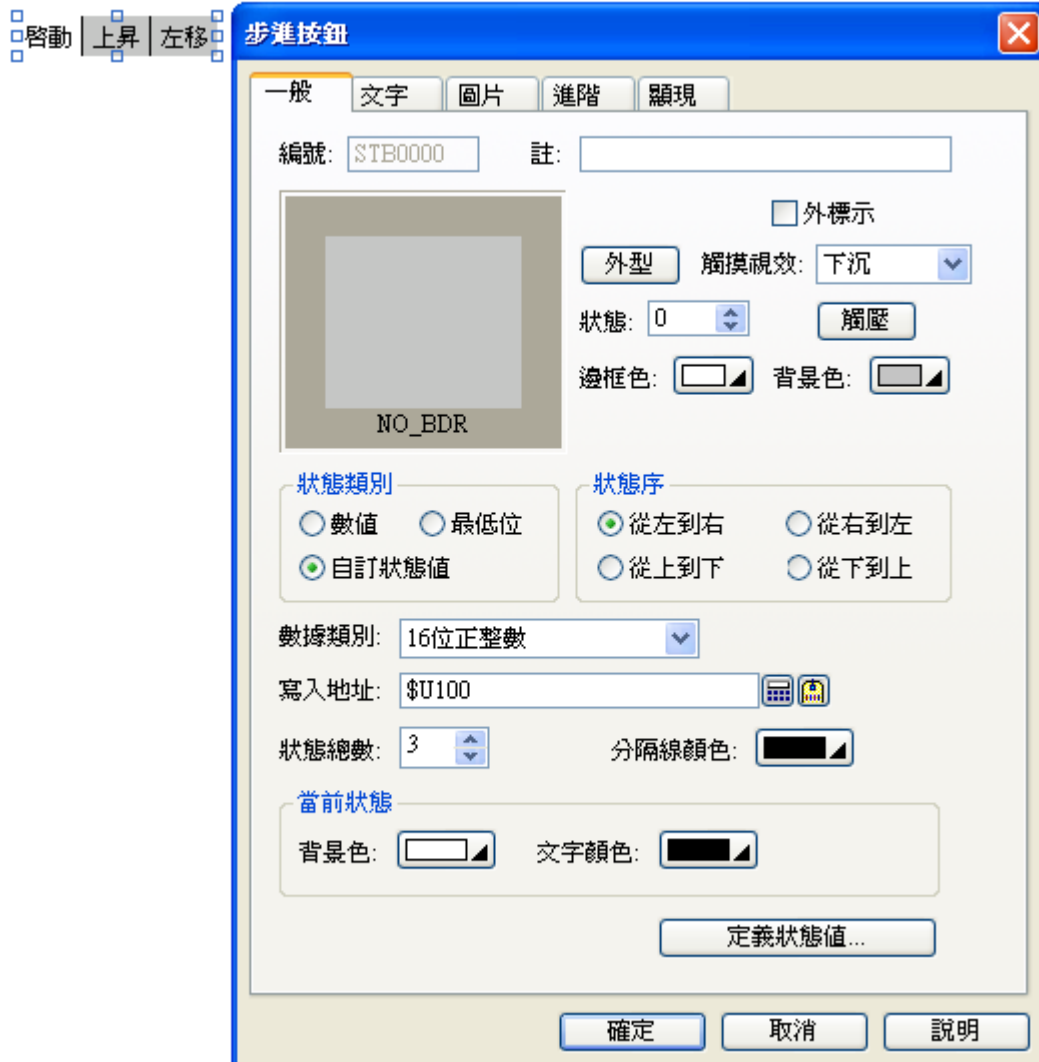 啓動 上昇 左移
步進按鈕
一般 文字 圖片 進階 顯現
編號: STB0000 註:
外標示
外型 觸摸視效: 下沉
狀態: 0 觸壓
邊框色: 背景色:
NO_BDR
狀態類別
數值 最低位
自訂狀態值
狀態序
從左到右 從右到左
從上到下 從下到上
數據類別: 16位正整數
寫入地址: $U100
狀態總數: 3 分隔線顏色:
當前狀態
背景色: 文字顏色:
定義狀態值...
確定 取消 說明